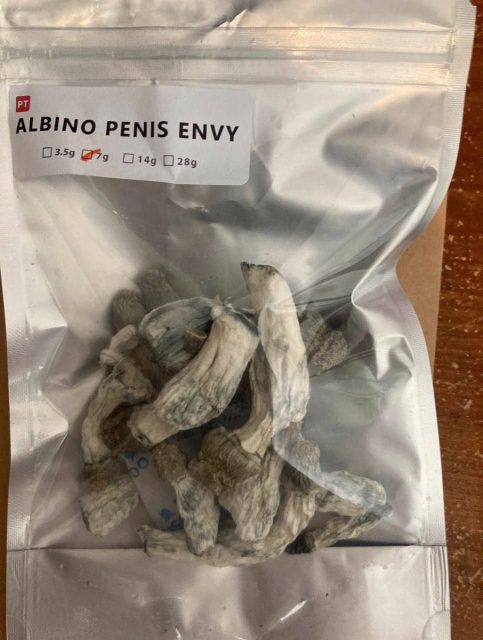 PT
ALBINO PENIS ENVY
3.5g 7g 14g 28g